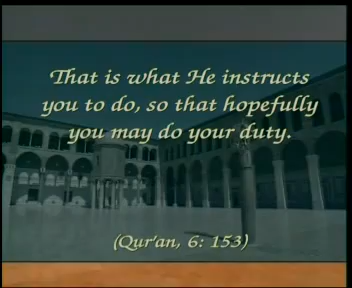 That is what He instructs
you to do, so that hopefully
you may do your duty.
(Qur'an, 6: 153)